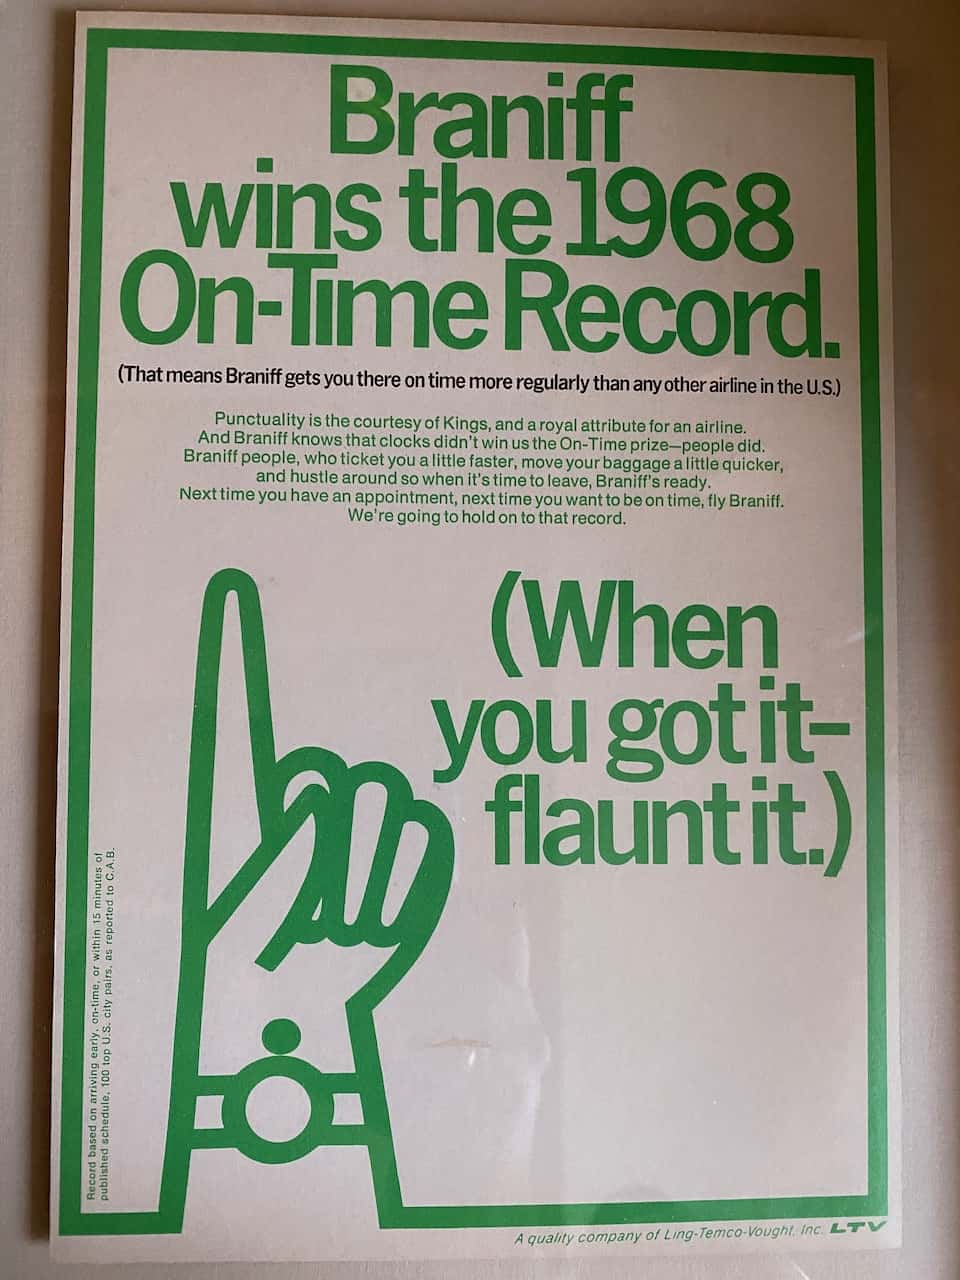 Braniff
wins the 1968
On-Time Record.
(That means Braniff gets you there on time more regularly than any other airline in the U.S.)
Punctuality is the courtesy of Kings, and a royal attribute for an airline.
And Braniff knows that clocks didn't win us the On-Time prize—people did.
Braniff people, who ticket you a little faster, move your baggage a little quicker,
and hustle around so when it's time to leave, Braniff's ready.
Next time you have an appointment, next time you want to be on time, fly Braniff.
We're going to hold on to that record.
(When
you got it–
flaunt it.)
Record based on arriving early, on-time, or within 15 minutes of
published schedule, 100 top U.S. city pairs, as reported to C.A.B.
A quality company of Ling-Temco-Vought, Inc. LTV